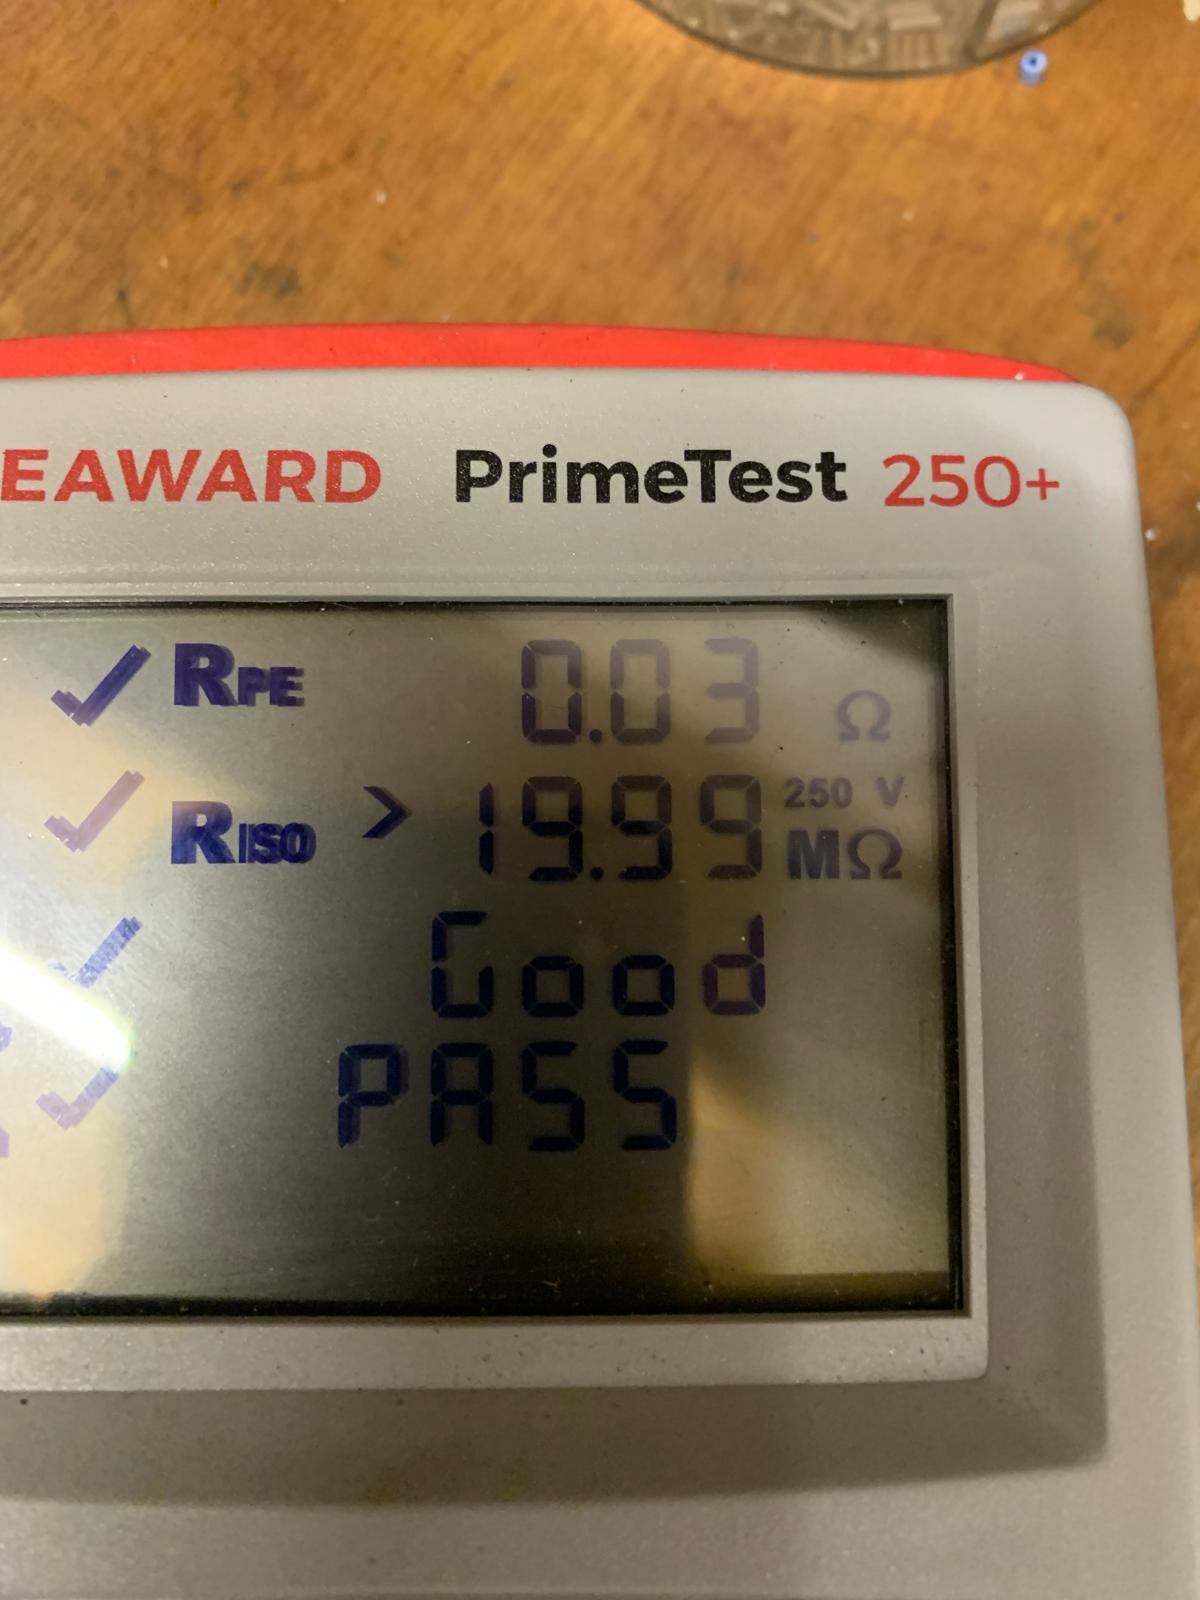 EAWARD PrimeTest 250+
✓ RPE 0.03 Ω
✓ RISO > 19.99 250 V MΩ
✓ Good
✓ PASS